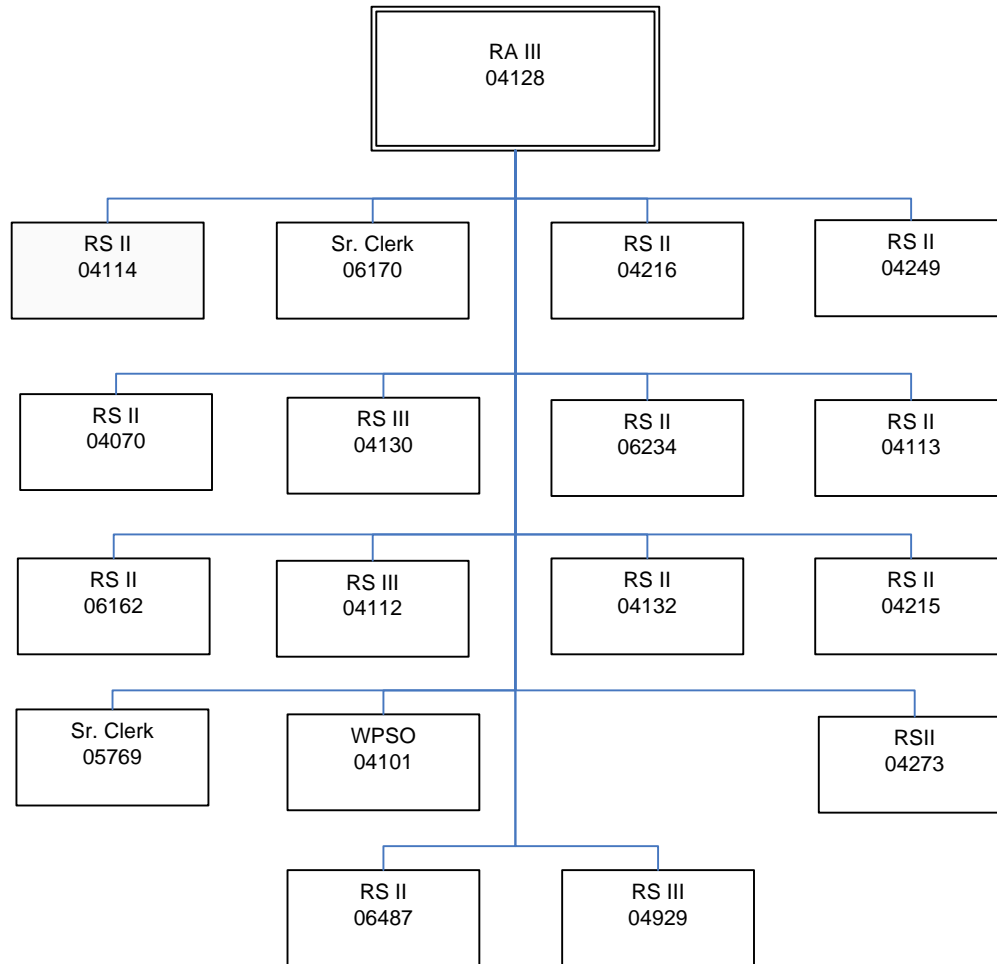 RA III
04128
RS II
04114
Sr. Clerk
06170
RS II
04216
RS II
04249
RS II
04070
RS III
04130
RS II
06234
RS II
04113
RS II
06162
RS III
04112
RS II
04132
RS II
04215
Sr. Clerk
05769
WPSO
04101
RSII
04273
RS II
06487
RS III
04929